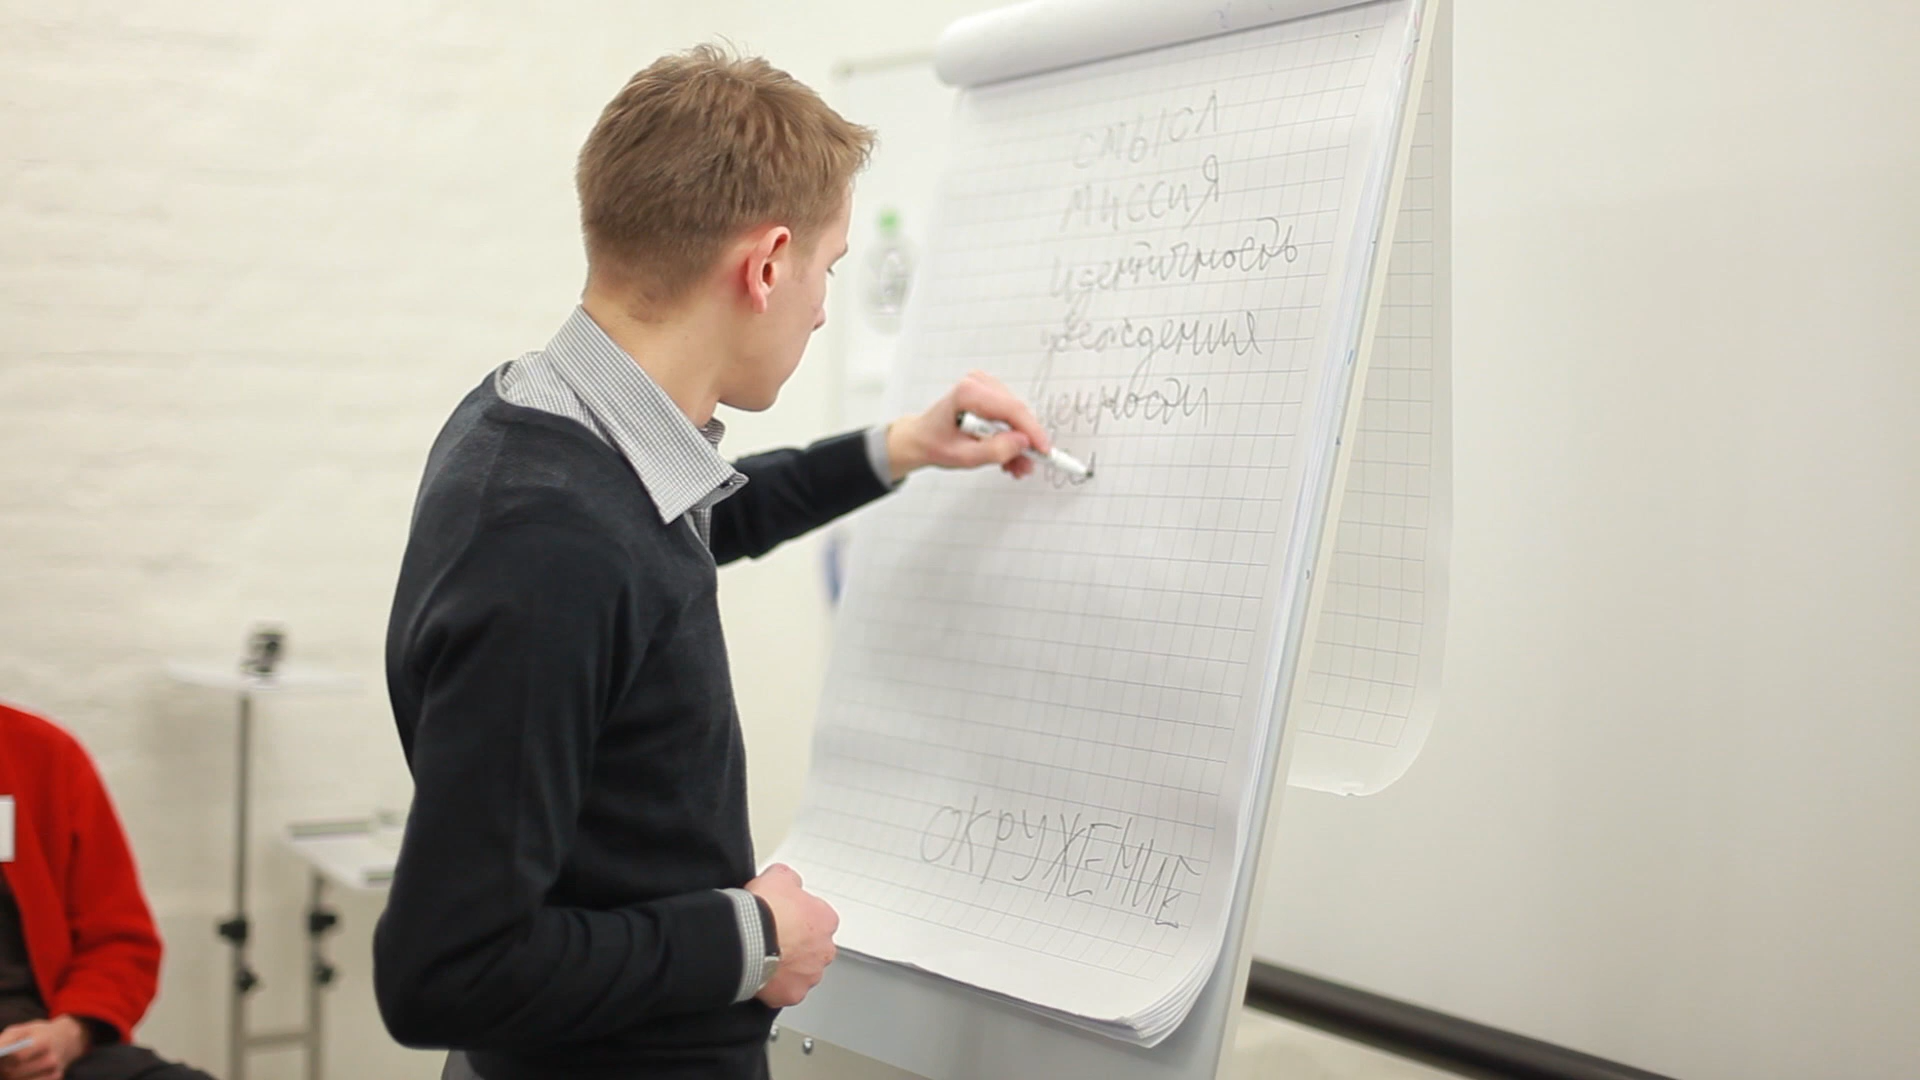 СМЫСЛ
МИССИЯ
идентичность
убеждения
ценности
ОКРУЖЕНИЕ